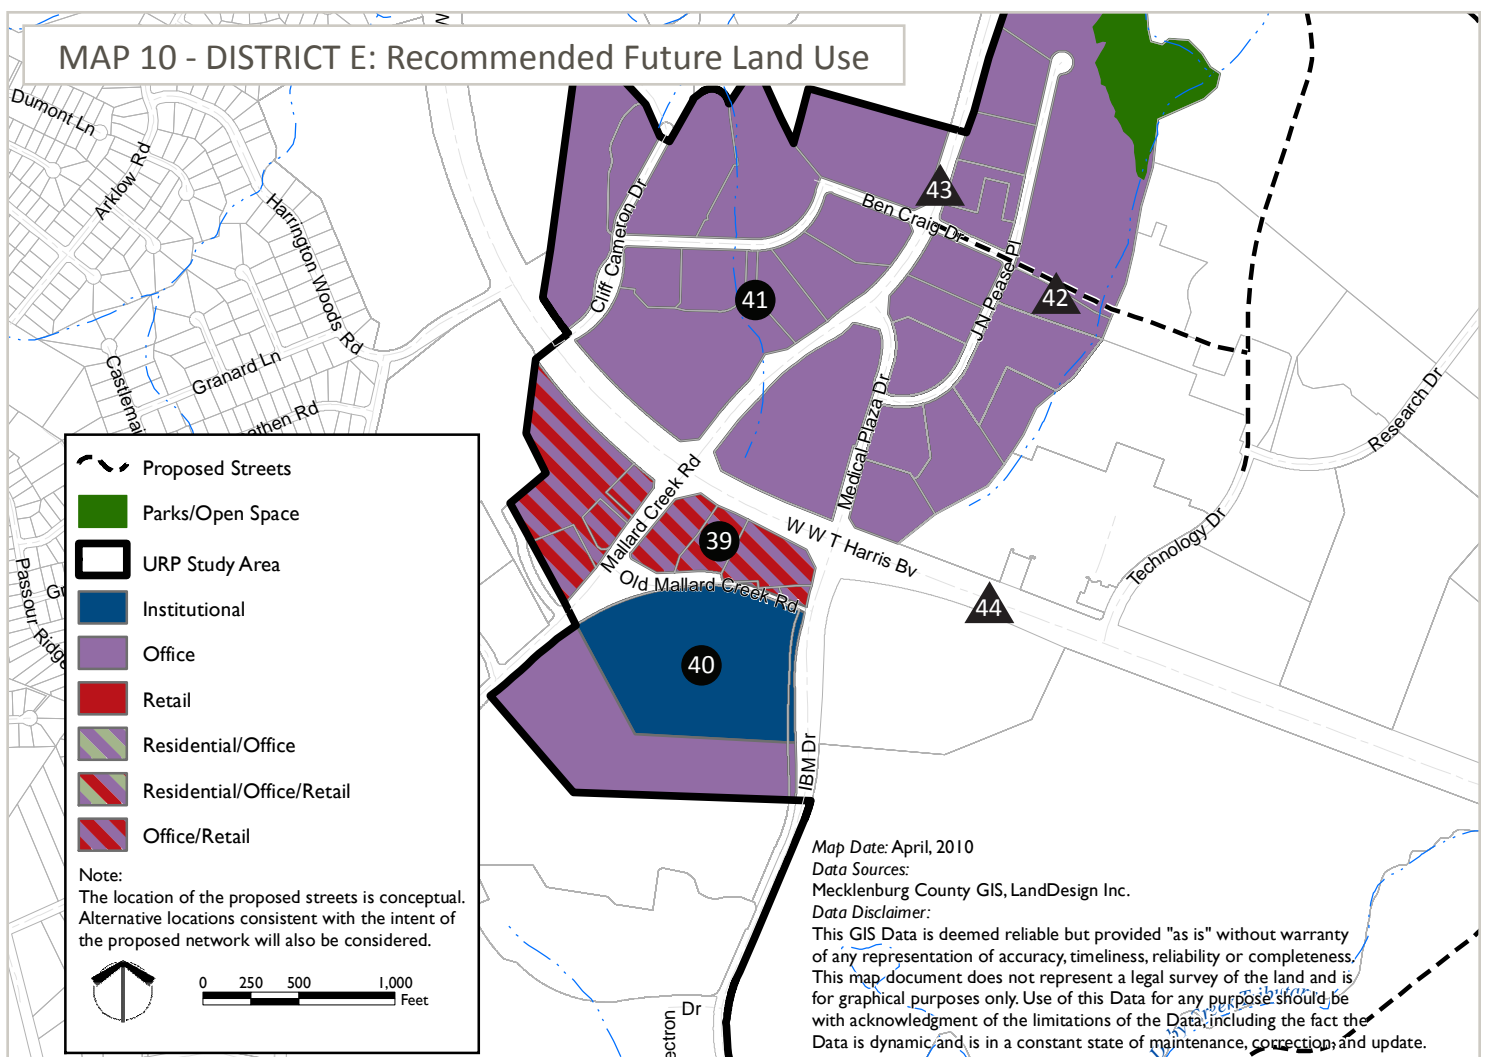 MAP 10 - DISTRICT E: Recommended Future Land Use
Dumont Ln
Arklow Rd
Harrington Woods Rd
Granard Ln
Passour Ridge
Cliff Cameron Dr
Ben Craig Dr
J N Pease Pl
Medical Plaza Dr
Mallard Creek Rd
Old Mallard Creek Rd
W W T Harris Bv
IBM Dr
Technology Dr
Research Dr
Dr
43
42
41
39
44
40
Proposed Streets
Parks/Open Space
URP Study Area
Institutional
Office
Retail
Residential/Office
Residential/Office/Retail
Office/Retail
Note:
The location of the proposed streets is conceptual.
Alternative locations consistent with the intent of
the proposed network will also be considered.
0 250 500 1,000
Feet
Map Date: April, 2010
Data Sources:
Mecklenburg County GIS, LandDesign Inc.
Data Disclaimer:
This GIS Data is deemed reliable but provided "as is" without warranty
of any representation of accuracy, timeliness, reliability or completeness.
This map document does not represent a legal survey of the land and is
for graphical purposes only. Use of this Data for any purpose should be
with acknowledgment of the limitations of the Data, including the fact the
Data is dynamic and is in a constant state of maintenance, correction, and update.